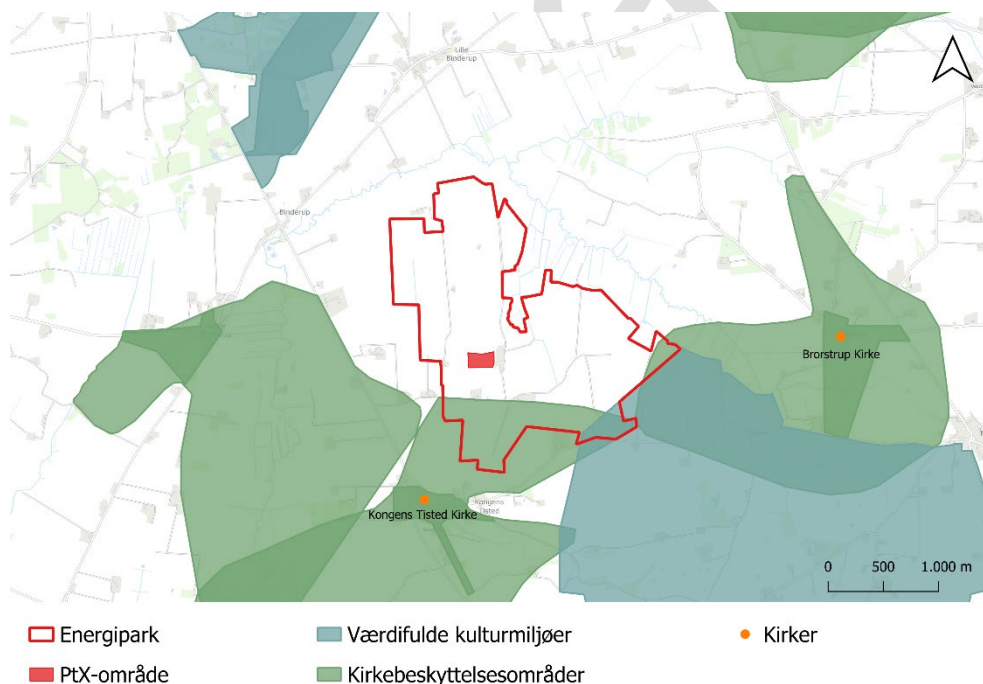 Lille
Binderup
Binderup
Brorstrup Kirke
Kongens Tisted Kirke
Kongens
Tisted
0 500 1.000 m
Energipark Værdifulde kulturmiljøer Kirker
PtX-område Kirkebeskyttelsesområder